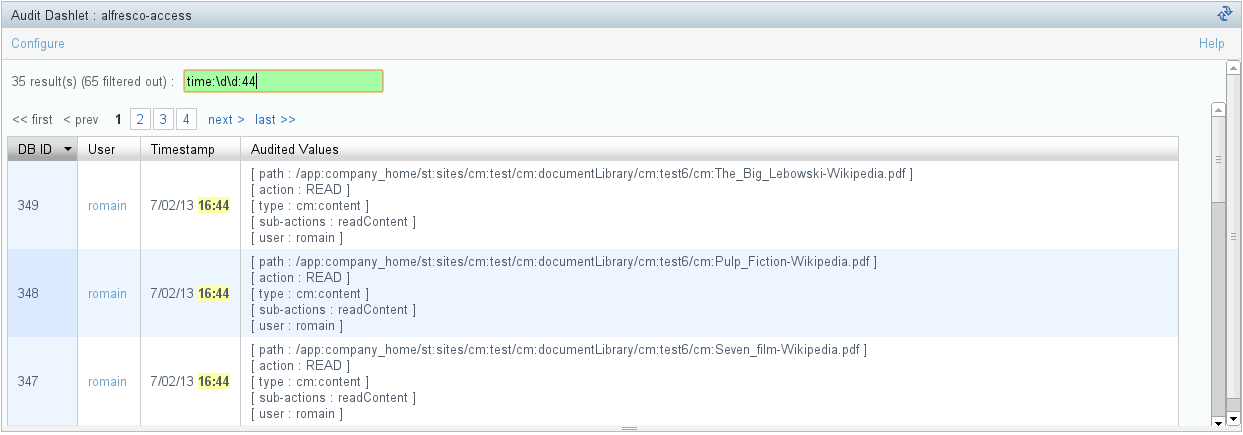 Audit Dashlet : alfresco-access
Configure Help
35 result(s) (65 filtered out) : time:\d\d:44
<< first < prev 1 2 3 4 next > last >>
DB ID User Timestamp Audited Values
[ path : /app:company_home/st:sites/cm:test/cm:documentLibrary/cm:test6/cm:The_Big_Lebowski-Wikipedia.pdf ]
[ action : READ ]
349 romain 7/02/13 16:44 [ type : cm:content ]
[ sub-actions : readContent ]
[ user : romain ]
[ path : /app:company_home/st:sites/cm:test/cm:documentLibrary/cm:test6/cm:Pulp_Fiction-Wikipedia.pdf ]
[ action : READ ]
348 romain 7/02/13 16:44 [ type : cm:content ]
[ sub-actions : readContent ]
[ user : romain ]
[ path : /app:company_home/st:sites/cm:test/cm:documentLibrary/cm:test6/cm:Seven_film-Wikipedia.pdf ]
[ action : READ ]
347 romain 7/02/13 16:44 [ type : cm:content ]
[ sub-actions : readContent ]
[ user : romain ]